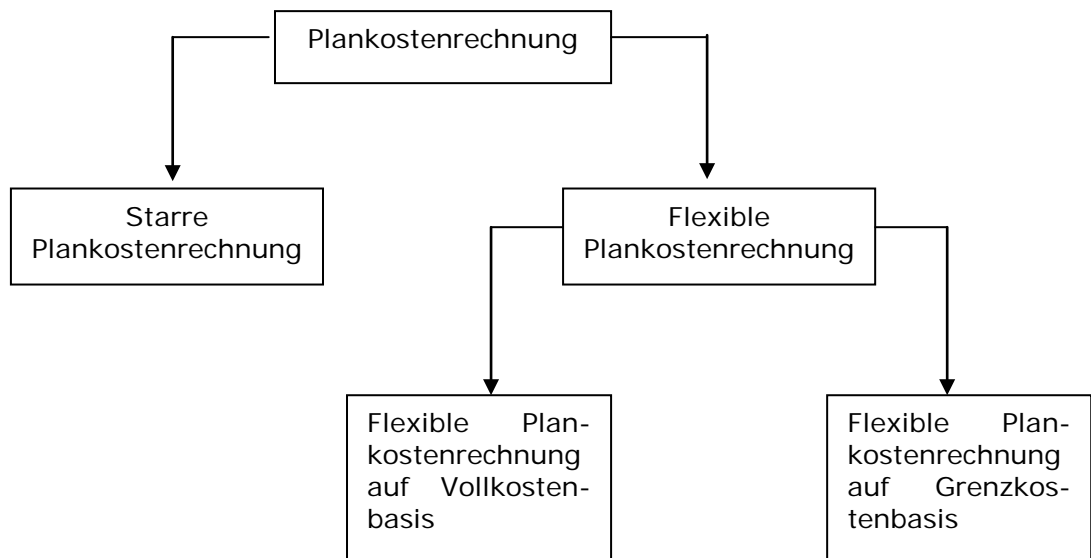 Plankostenrechnung
Starre
Plankostenrechnung
Flexible
Plankostenrechnung
Flexible Plan-
kostenrechnung
auf Vollkosten-
basis
Flexible Plan-
kostenrechnung
auf Grenzkos-
tenbasis